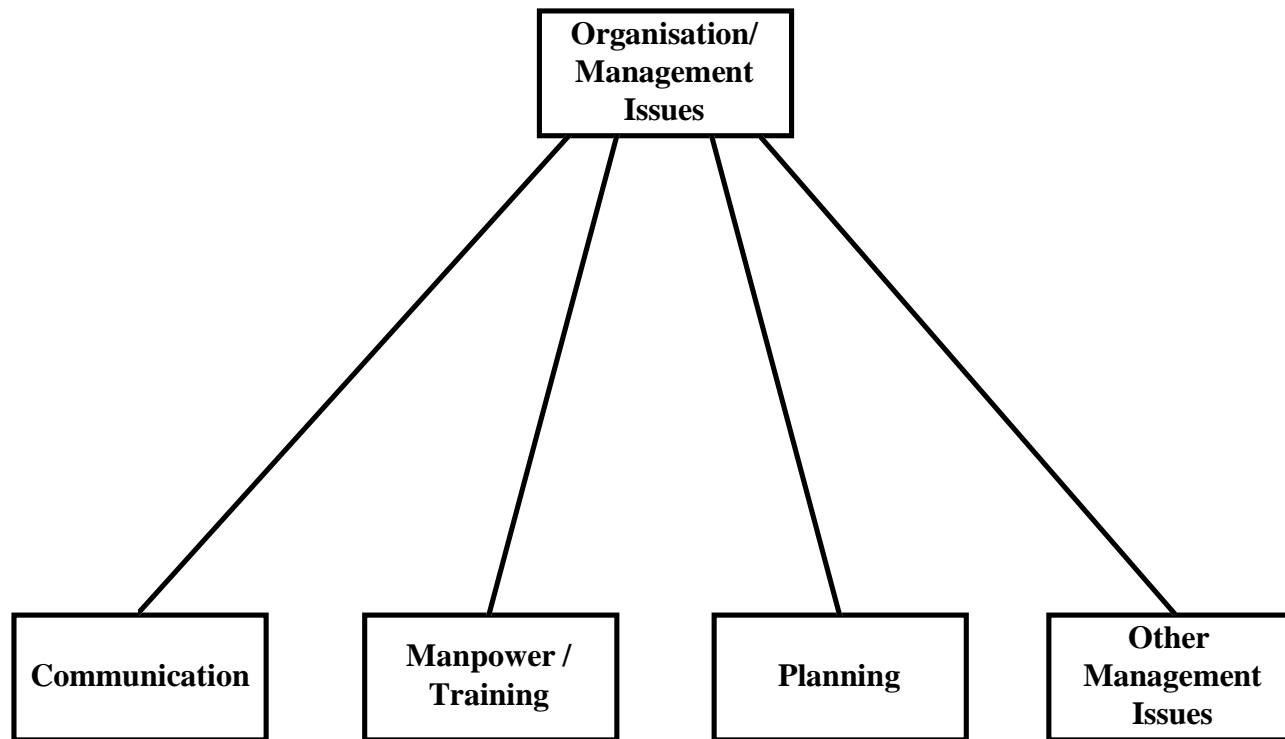 Organisation/
Management
Issues
Communication
Manpower /
Training
Planning
Other
Management
Issues